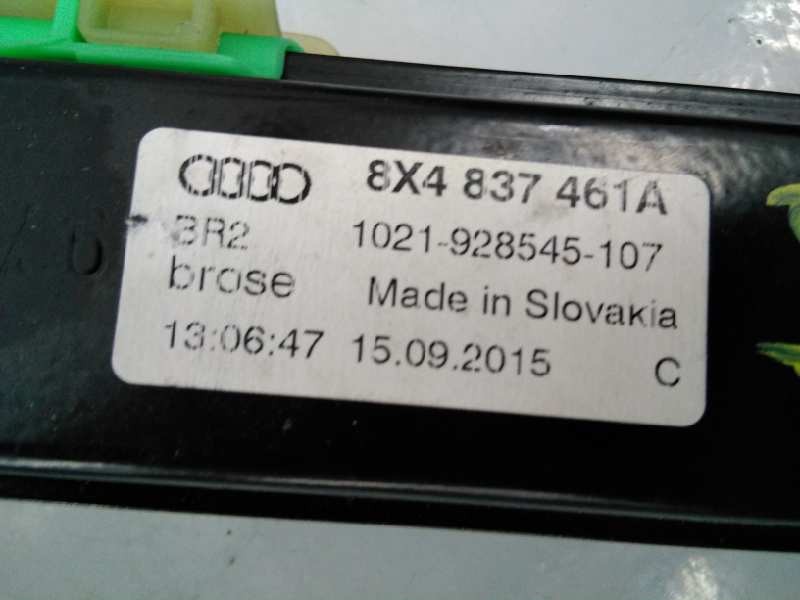 8X4 837 461A
BR2 1021-928545-107
brose Made in Slovakia
13:06:47 15.09.2015 C